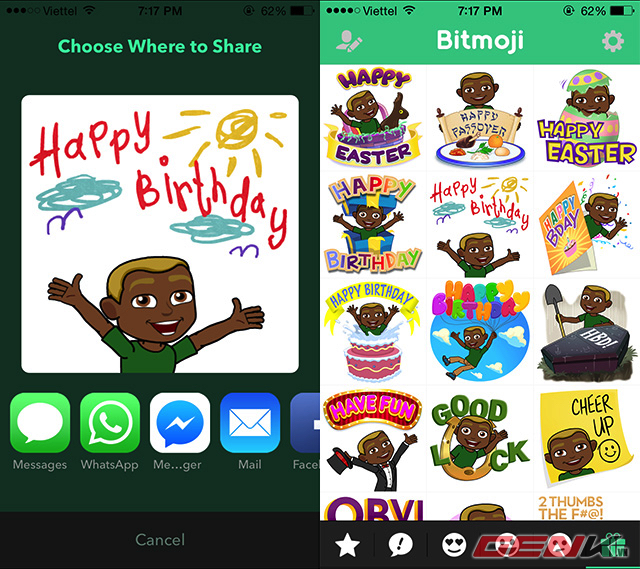 Viettel 7:17 PM 62%
Choose Where to Share
Happy
Birthday
Messages WhatsApp Me...ger Mail Faceb
Cancel
Viettel 7:17 PM 62%
Bitmoji
HAPPY
EASTER
HAPPY
PASSOVER
HAPPY
EASTER
HAPPY
BIRTHDAY
Happy
Birthday
HAPPY
BDAY
HAPPY BIRTHDAY
HAPPY
BIRTHDAY
HBD!
HAVE FUN
GOOD
LUCK
CHEER
UP
OBVI
2 THUMBS
THE F#@!